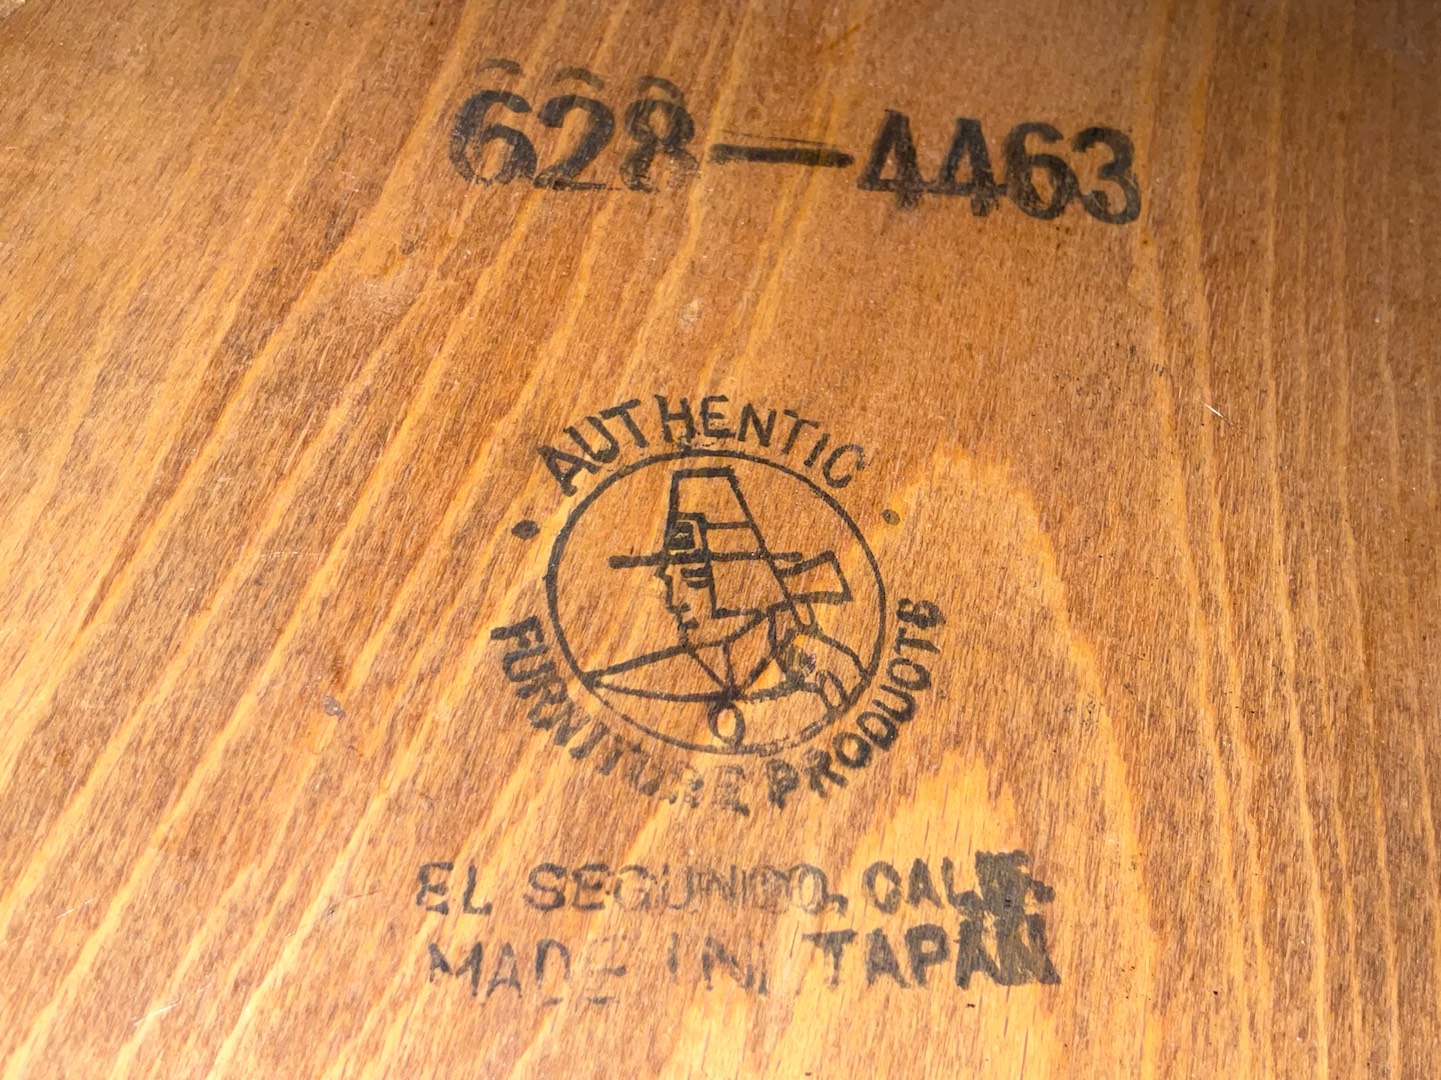 628-4463
AUTHENTIC
FURNITURE PRODUCTS
EL SEGUNDO, CALIF.
MADE IN JAPAN